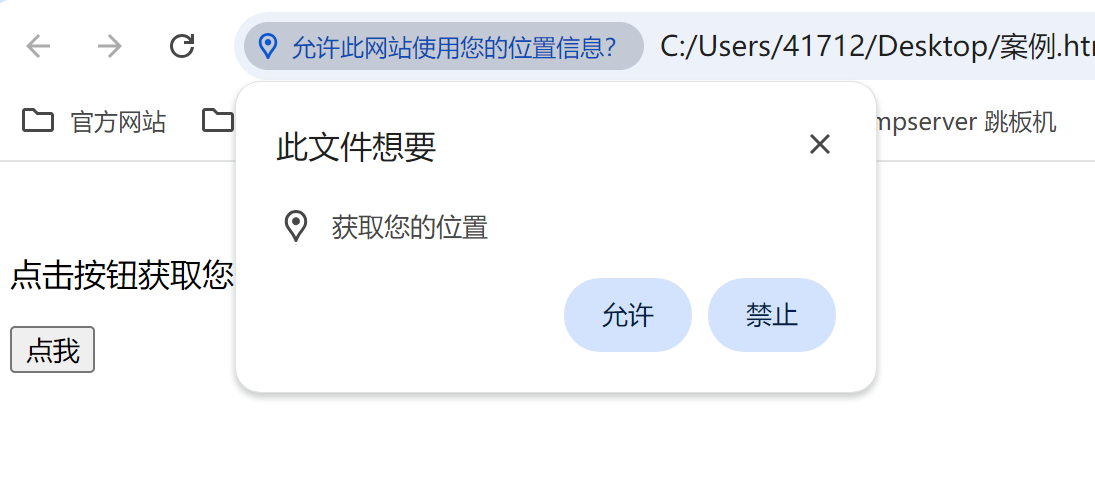 允许此网站使用您的位置信息?
C:/Users/41712/Desktop/案例.htm
官方网站
mpserver 跳板机
此文件想要
获取您的位置
点击按钮获取您
允许
禁止
点我